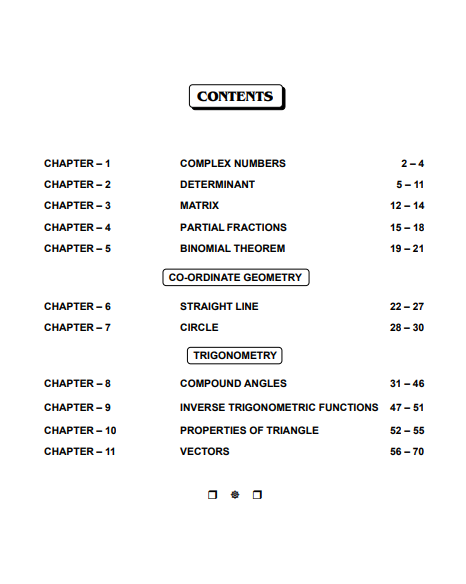 CONTENTS
CHAPTER – 1 COMPLEX NUMBERS 2 – 4
CHAPTER – 2 DETERMINANT 5 – 11
CHAPTER – 3 MATRIX 12 – 14
CHAPTER – 4 PARTIAL FRACTIONS 15 – 18
CHAPTER – 5 BINOMIAL THEOREM 19 – 21
CO-ORDINATE GEOMETRY
CHAPTER – 6 STRAIGHT LINE 22 – 27
CHAPTER – 7 CIRCLE 28 – 30
TRIGONOMETRY
CHAPTER – 8 COMPOUND ANGLES 31 – 46
CHAPTER – 9 INVERSE TRIGONOMETRIC FUNCTIONS 47 – 51
CHAPTER – 10 PROPERTIES OF TRIANGLE 52 – 55
CHAPTER – 11 VECTORS 56 – 70